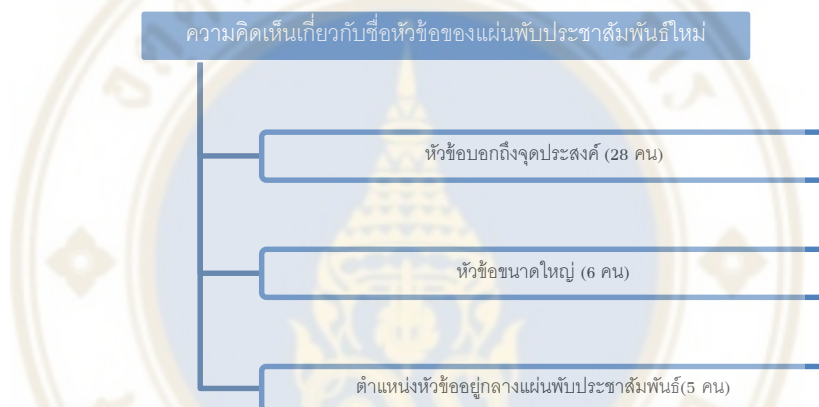 ความคิดเห็นเกี่ยวกับชื่อหัวข้อของแผ่นพับประชาสัมพันธ์ใหม่
หัวข้อบอกถึงจุดประสงค์ (28 คน)
หัวข้อขนาดใหญ่ (6 คน)
ตำแหน่งหัวข้ออยู่กลางแผ่นพับประชาสัมพันธ์(5 คน)